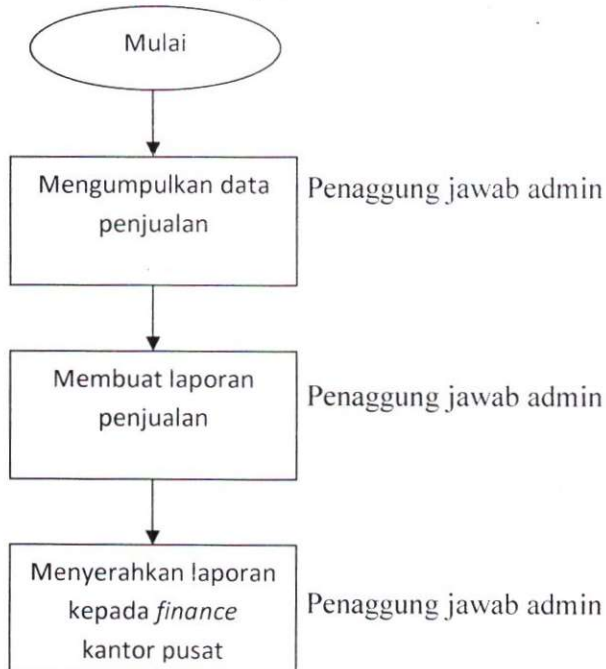 Mulai
Mengumpulkan data
penjualan
Penaggung jawab admin
Membuat laporan
penjualan
Penaggung jawab admin
Menyerahkan laporan
kepada finance
kantor pusat
Penaggung jawab admin